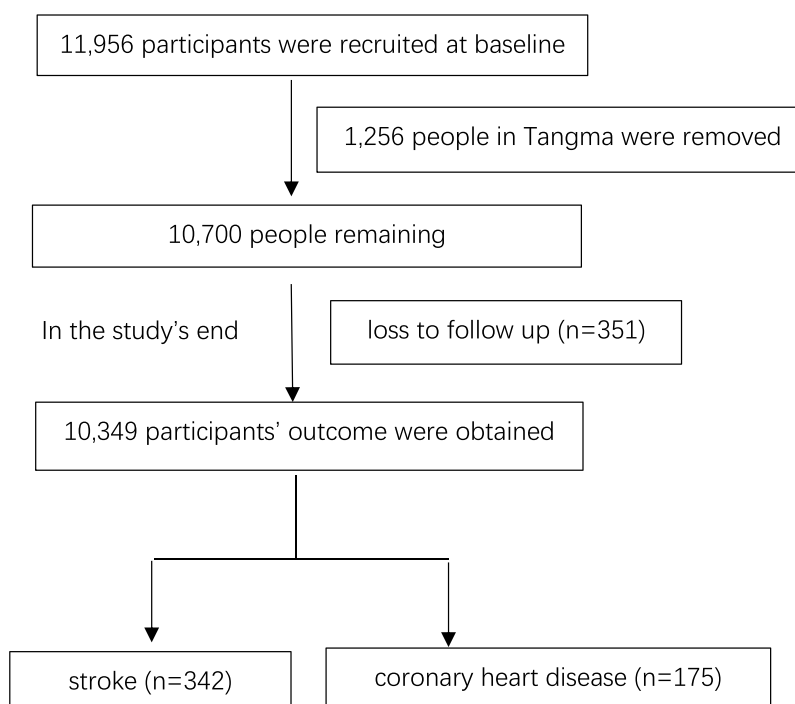 11,956 participants were recruited at baseline
1,256 people in Tangma were removed
10,700 people remaining
In the study’s end
loss to follow up (n=351)
10,349 participants’ outcome were obtained
stroke (n=342)
coronary heart disease (n=175)